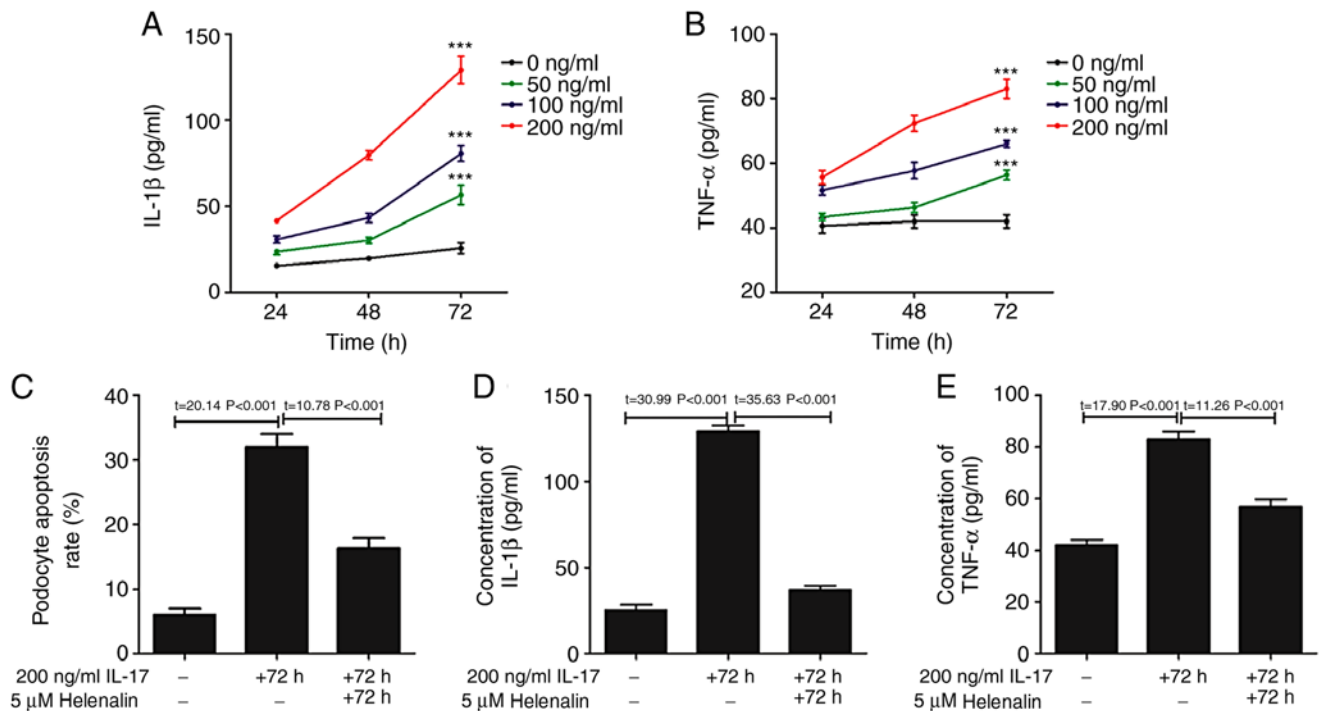 A
IL-1β (pg/ml)
150
100
50
0
24 48 72
Time (h)
***
***
***
0 ng/ml
50 ng/ml
100 ng/ml
200 ng/ml
B
TNF-α (pg/ml)
100
80
60
40
20
24 48 72
Time (h)
***
***
***
0 ng/ml
50 ng/ml
100 ng/ml
200 ng/ml
C
Podocyte apoptosis
rate (%)
40
30
20
10
0
t=20.14 P<0.001 t=10.78 P<0.001
200 ng/ml IL-17 – +72 h +72 h
5 μM Helenalin – – +72 h
D
Concentration of
IL-1β (pg/ml)
150
100
50
0
t=30.99 P<0.001 t=35.63 P<0.001
200 ng/ml IL-17 – +72 h +72 h
5 μM Helenalin – – +72 h
E
Concentration of
TNF-α (pg/ml)
100
80
60
40
80
0
t=17.90 P<0.001 t=11.26 P<0.001
200 ng/ml IL-17 – +72 h +72 h
5 μM Helenalin – – +72 h